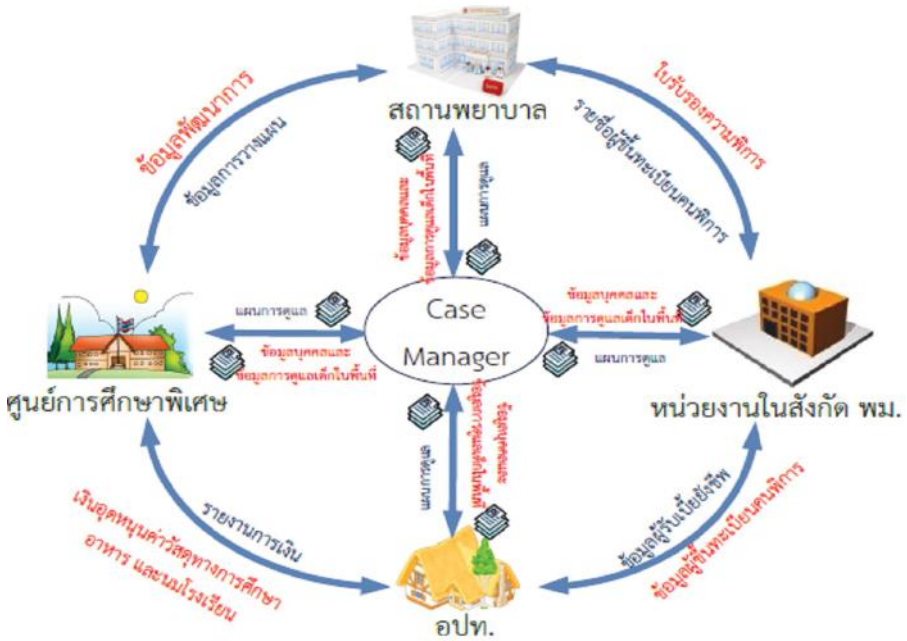 สถานพยาบาล
ข้อมูลพัฒนาการ
ข้อมูลการวางแผน
ใบรับรองความพิการ
รายชื่อผู้ขึ้นทะเบียนคนพิการ
ข้อมูลบุคคลและ
ข้อมูลการดูแลเด็กในพื้นที่
แผนการดูแล
Case
Manager
แผนการดูแล
ข้อมูลบุคคลและ
ข้อมูลการดูแลเด็กในพื้นที่
ข้อมูลบุคคลและ
ข้อมูลการดูแลเด็กในพื้นที่
แผนการดูแล
ศูนย์การศึกษาพิเศษ
หน่วยงานในสังกัด พม.
แผนการดูแล
ข้อมูลบุคคลและ
ข้อมูลการดูแลเด็กในพื้นที่
เงินอุดหนุนค่าวัสดุทางการศึกษา
อาหาร และนมโรงเรียน
รายงานการเงิน
ข้อมูลผู้รับเบี้ยยังชีพ
ข้อมูลผู้ขึ้นทะเบียนคนพิการ
อปท.